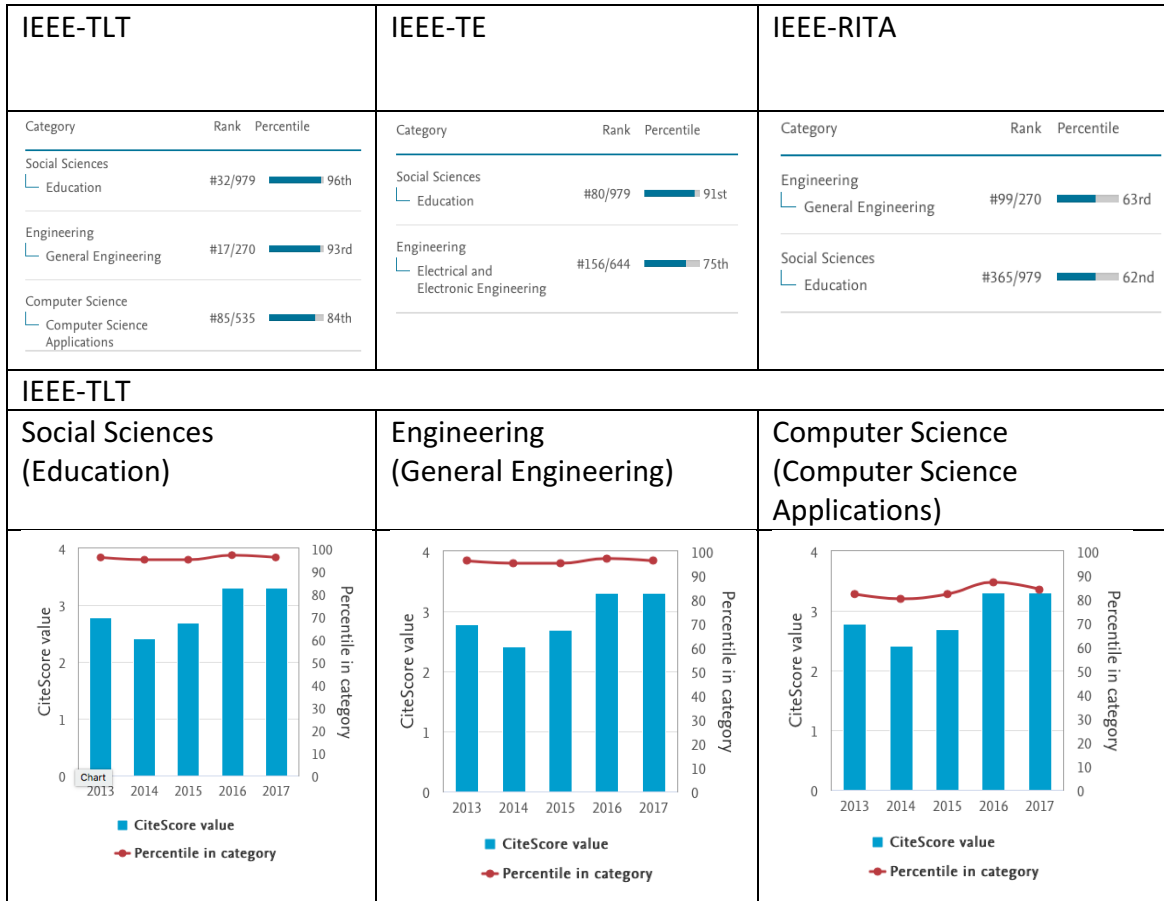 IEEE-TLT
IEEE-TE
IEEE-RITA
Category Rank Percentile
Social Sciences
Education #32/979 96th
Engineering
General Engineering #17/270 93rd
Computer Science
Computer Science
Applications #85/535 84th
Category Rank Percentile
Social Sciences
Education #80/979 91st
Engineering
Electrical and
Electronic Engineering #156/644 75th
Category Rank Percentile
Engineering
General Engineering #99/270 63rd
Social Sciences
Education #365/979 62nd
IEEE-TLT
Social Sciences
(Education)
Engineering
(General Engineering)
Computer Science
(Computer Science
Applications)
4
3
2
1
0
CiteScore value
100
90
80
70
60
50
40
30
20
10
0
Percentile in category
Chart
2013 2014 2015 2016 2017
CiteScore value
Percentile in category
4
3
2
1
0
CiteScore value
100
90
80
70
60
50
40
30
20
10
0
Percentile in category
2013 2014 2015 2016 2017
CiteScore value
Percentile in category
4
3
2
1
0
CiteScore value
100
90
80
70
60
50
40
30
20
10
0
Percentile in category
2013 2014 2015 2016 2017
CiteScore value
Percentile in category